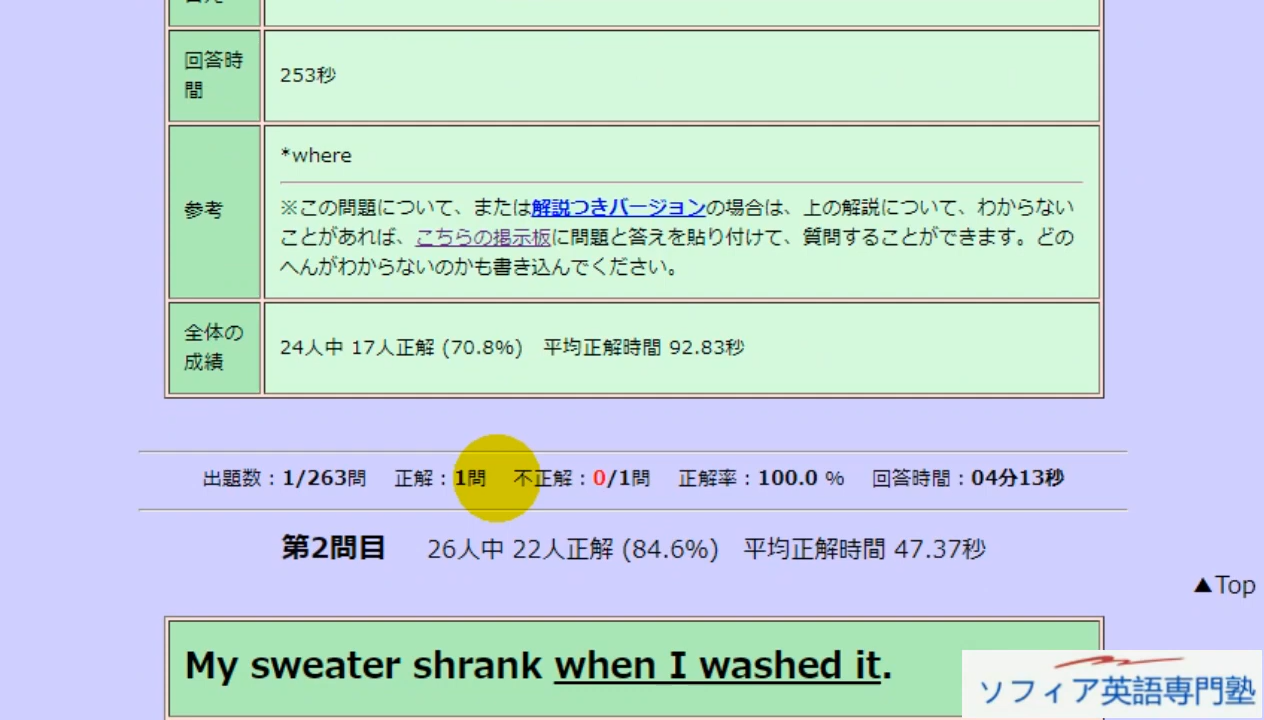 回答時
間
253秒
参考
*where
※この問題について、または解説つきバージョンの場合は、上の解説について、わからない
ことがあれば、こちらの掲示板に問題と答えを貼り付けて、質問することができます。どの
へんがわからないのかも書き込んでください。
全体の
成績
24人中 17人正解 (70.8%) 平均正解時間 92.83秒
出題数：1/263問 正解：1問 不正解：0/1問 正解率：100.0 % 回答時間：04分13秒
第2問目 26人中 22人正解 (84.6%) 平均正解時間 47.37秒
▲Top
My sweater shrank when I washed it.
ソフィア英語専門塾